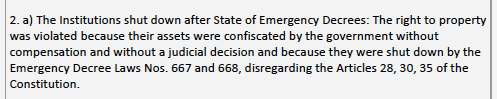 2. a) The Institutions shut down after State of Emergency Decrees: The right to property
was violated because their assets were confiscated by the government without
compensation and without a judicial decision and because they were shut down by the
Emergency Decree Laws Nos. 667 and 668, disregarding the Articles 28, 30, 35 of the
Constitution.